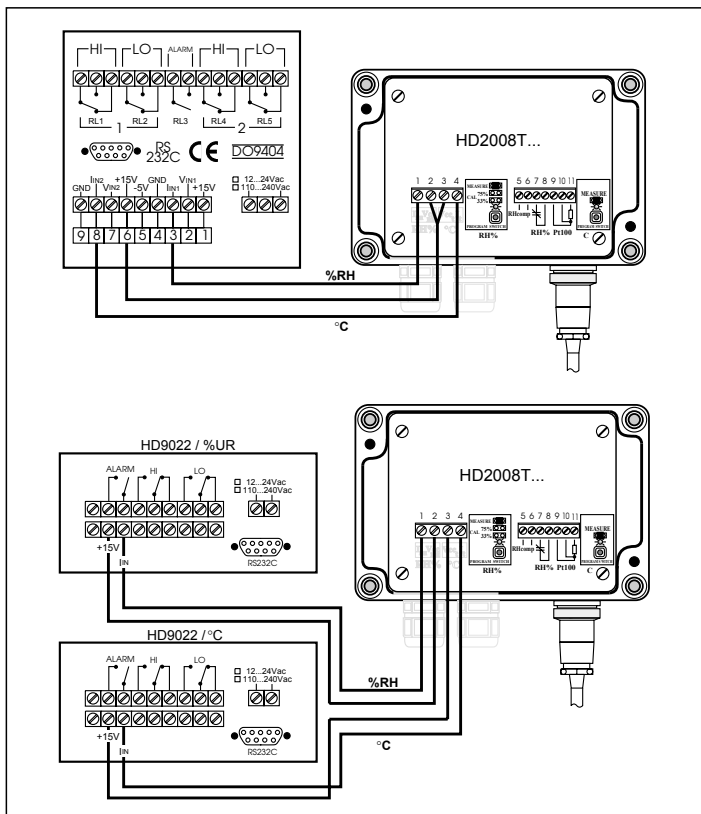 HI LO ALARM HI LO
RL1 RL2 RL3 RL4 RL5
1 2
RS
232C CE DO9404
12...24Vac
110...240Vac
GND IIN2 VIN2 +15V -5V GND IIN1 VIN1 +15V
9 8 7 6 5 4 3 2 1
HD2008T...
1 2 3 4
MEASURE
75%
CAL
33%
PROGRAM SWITCH
RH%
5 6 7 8 9 10 11
RHcomp
RH% Pt100
MEASURE
PROGRAM SWITCH
C
RH% °C
%RH
°C
HD9022 / %UR
ALARM HI LO
12...24Vac
110...240Vac
+15V
IIN
RS232C
HD2008T...
1 2 3 4
MEASURE
75%
CAL
33%
PROGRAM SWITCH
RH%
5 6 7 8 9 10 11
RHcomp
RH% Pt100
MEASURE
PROGRAM SWITCH
C
RH% °C
HD9022 / °C
ALARM HI LO
12...24Vac
110...240Vac
+15V
IIN
RS232C
%RH
°C